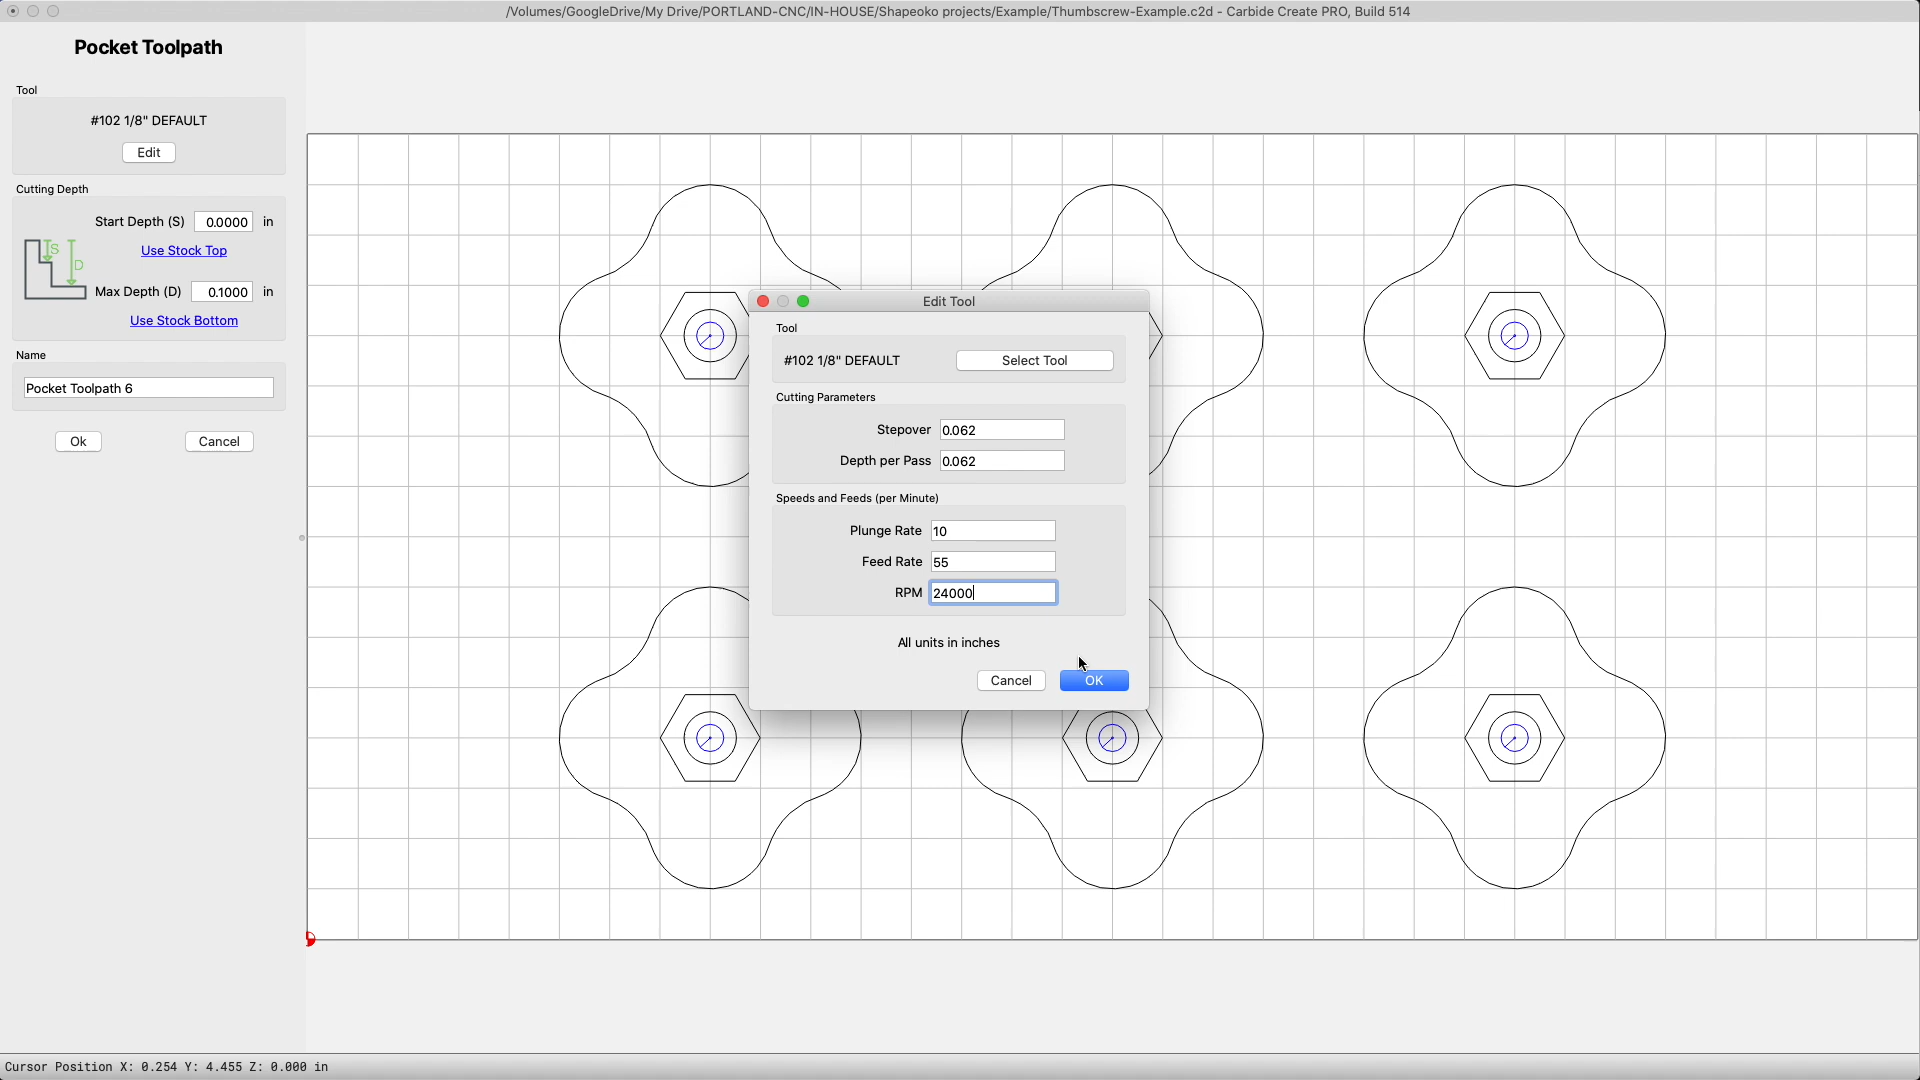 /Volumes/GoogleDrive/My Drive/PORTLAND-CNC/IN-HOUSE/Shapeoko projects/Example/Thumbscrew-Example.c2d - Carbide Create PRO, Build 514
Pocket Toolpath
Tool
#102 1/8" DEFAULT
Edit
Cutting Depth
Start Depth (S) 0.0000 in
Use Stock Top
S
D
Max Depth (D) 0.1000 in
Use Stock Bottom
Name
Pocket Toolpath 6
Ok Cancel
Edit Tool
Tool
#102 1/8" DEFAULT Select Tool
Cutting Parameters
Stepover 0.062
Depth per Pass 0.062
Speeds and Feeds (per Minute)
Plunge Rate 10
Feed Rate 55
RPM 24000
All units in inches
Cancel OK
Cursor Position X: 0.254 Y: 4.455 Z: 0.000 in